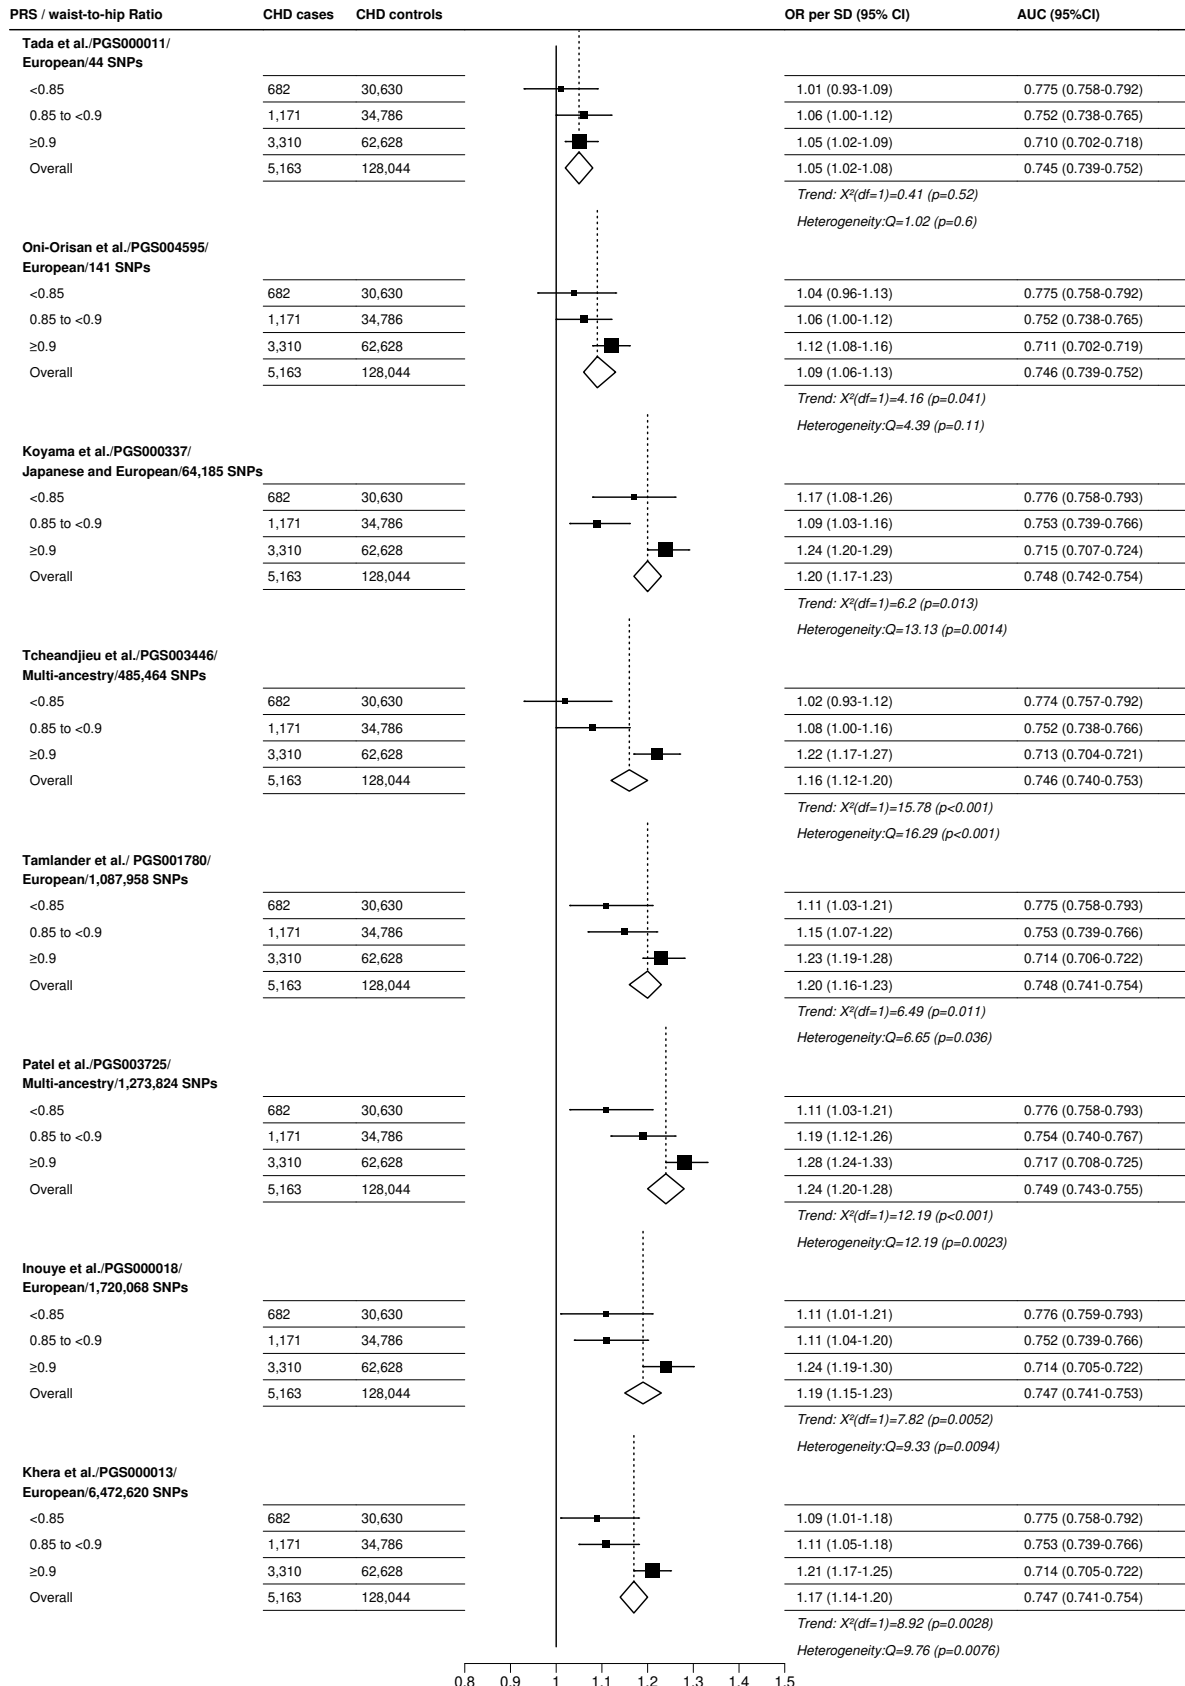 PRS / waist-to-hip Ratio CHD cases CHD controls OR per SD (95% CI) AUC (95%CI)
Tada et al./PGS000011/
European/44 SNPs
<0.85 682 30,630 1.01 (0.93-1.09) 0.775 (0.758-0.792)
0.85 to <0.9 1,171 34,786 1.06 (1.00-1.12) 0.752 (0.738-0.765)
≥0.9 3,310 62,628 1.05 (1.02-1.09) 0.710 (0.702-0.718)
Overall 5,163 128,044 1.05 (1.02-1.08) 0.745 (0.739-0.752)
Trend: X²(df=1)=0.41 (p=0.52)
Heterogeneity:Q=1.02 (p=0.6)
Oni-Orisan et al./PGS004595/
European/141 SNPs
<0.85 682 30,630 1.04 (0.96-1.13) 0.775 (0.758-0.792)
0.85 to <0.9 1,171 34,786 1.06 (1.00-1.12) 0.752 (0.738-0.765)
≥0.9 3,310 62,628 1.12 (1.08-1.16) 0.711 (0.702-0.719)
Overall 5,163 128,044 1.09 (1.06-1.13) 0.746 (0.739-0.752)
Trend: X²(df=1)=4.16 (p=0.041)
Heterogeneity:Q=4.39 (p=0.11)
Koyama et al./PGS000337/
Japanese and European/64,185 SNPs
<0.85 682 30,630 1.17 (1.08-1.26) 0.776 (0.758-0.793)
0.85 to <0.9 1,171 34,786 1.09 (1.03-1.16) 0.753 (0.739-0.766)
≥0.9 3,310 62,628 1.24 (1.20-1.29) 0.715 (0.707-0.724)
Overall 5,163 128,044 1.20 (1.17-1.23) 0.748 (0.742-0.754)
Trend: X²(df=1)=6.2 (p=0.013)
Heterogeneity:Q=13.13 (p=0.0014)
Tcheandjieu et al./PGS003446/
Multi-ancestry/485,464 SNPs
<0.85 682 30,630 1.02 (0.93-1.12) 0.774 (0.757-0.792)
0.85 to <0.9 1,171 34,786 1.08 (1.00-1.16) 0.752 (0.738-0.766)
≥0.9 3,310 62,628 1.22 (1.17-1.27) 0.713 (0.704-0.721)
Overall 5,163 128,044 1.16 (1.12-1.20) 0.746 (0.740-0.753)
Trend: X²(df=1)=15.78 (p<0.001)
Heterogeneity:Q=16.29 (p<0.001)
Tamlander et al./ PGS001780/
European/1,087,958 SNPs
<0.85 682 30,630 1.11 (1.03-1.21) 0.775 (0.758-0.793)
0.85 to <0.9 1,171 34,786 1.15 (1.07-1.22) 0.753 (0.739-0.766)
≥0.9 3,310 62,628 1.23 (1.19-1.28) 0.714 (0.706-0.722)
Overall 5,163 128,044 1.20 (1.16-1.23) 0.748 (0.741-0.754)
Trend: X²(df=1)=6.49 (p=0.011)
Heterogeneity:Q=6.65 (p=0.036)
Patel et al./PGS003725/
Multi-ancestry/1,273,824 SNPs
<0.85 682 30,630 1.11 (1.03-1.21) 0.776 (0.758-0.793)
0.85 to <0.9 1,171 34,786 1.19 (1.12-1.26) 0.754 (0.740-0.767)
≥0.9 3,310 62,628 1.28 (1.24-1.33) 0.717 (0.708-0.725)
Overall 5,163 128,044 1.24 (1.20-1.28) 0.749 (0.743-0.755)
Trend: X²(df=1)=12.19 (p<0.001)
Heterogeneity:Q=12.19 (p=0.0023)
Inouye et al./PGS000018/
European/1,720,068 SNPs
<0.85 682 30,630 1.11 (1.01-1.21) 0.776 (0.759-0.793)
0.85 to <0.9 1,171 34,786 1.11 (1.04-1.20) 0.752 (0.739-0.766)
≥0.9 3,310 62,628 1.24 (1.19-1.30) 0.714 (0.705-0.722)
Overall 5,163 128,044 1.19 (1.15-1.23) 0.747 (0.741-0.753)
Trend: X²(df=1)=7.82 (p=0.0052)
Heterogeneity:Q=9.33 (p=0.0094)
Khera et al./PGS000013/
European/6,472,620 SNPs
<0.85 682 30,630 1.09 (1.01-1.18) 0.775 (0.758-0.792)
0.85 to <0.9 1,171 34,786 1.11 (1.05-1.18) 0.753 (0.739-0.766)
≥0.9 3,310 62,628 1.21 (1.17-1.25) 0.714 (0.705-0.722)
Overall 5,163 128,044 1.17 (1.14-1.20) 0.747 (0.741-0.754)
Trend: X²(df=1)=8.92 (p=0.0028)
Heterogeneity:Q=9.76 (p=0.0076)
0.8 0.9 1 1.1 1.2 1.3 1.4 1.5